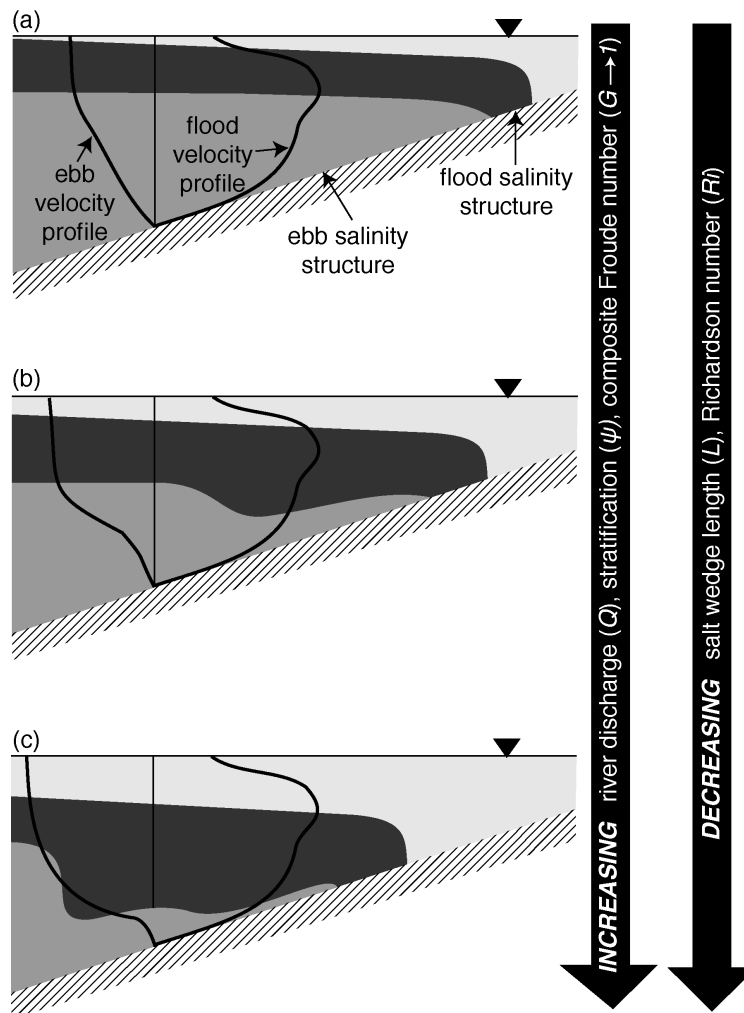 (a)
flood
velocity
profile
ebb
velocity
profile
flood salinity
structure
ebb salinity
structure
(b)
(c)
INCREASING river discharge (Q), stratification (ψ), composite Froude number (G→1)
DECREASING salt wedge length (L), Richardson number (Ri)